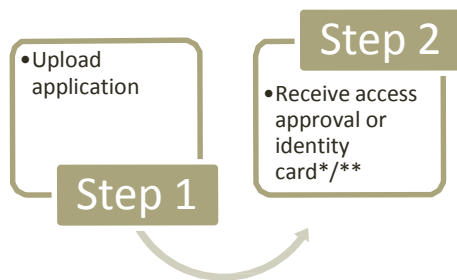 •Upload
application
Step 1
Step 2
•Receive access
approval or
identity
card*/**